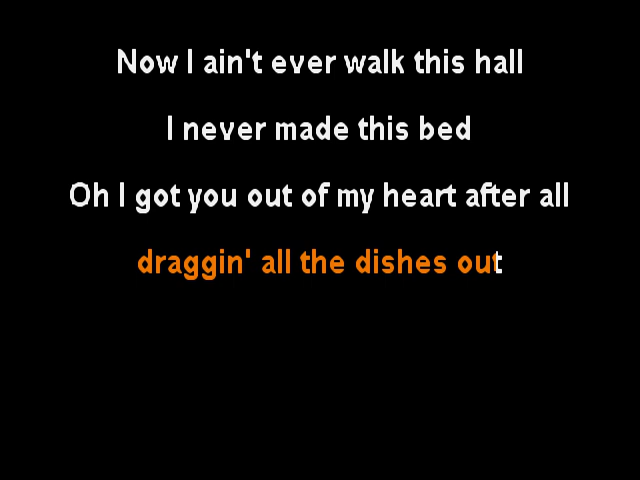 Now I ain't ever walk this hall
I never made this bed
Oh I got you out of my heart after all
draggin' all the dishes out